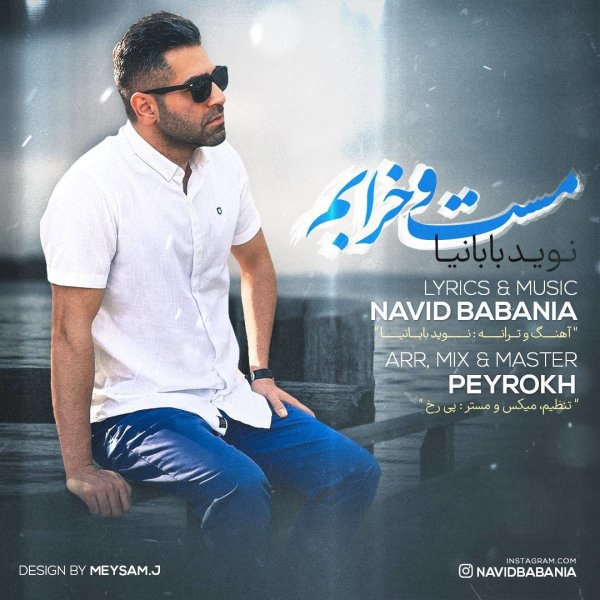 مست و خرابمه
نوید بابانیا
LYRICS & MUSIC
NAVID BABANIA
"آهنگ و ترانه : نوید بابانیا"
ARR, MIX & MASTER
PEYROKH
"تنظیم، میکس و مستر : پی رخ"
DESIGN BY MEYSAM.J
INSTAGRAM.COM
NAVIDBABANIA